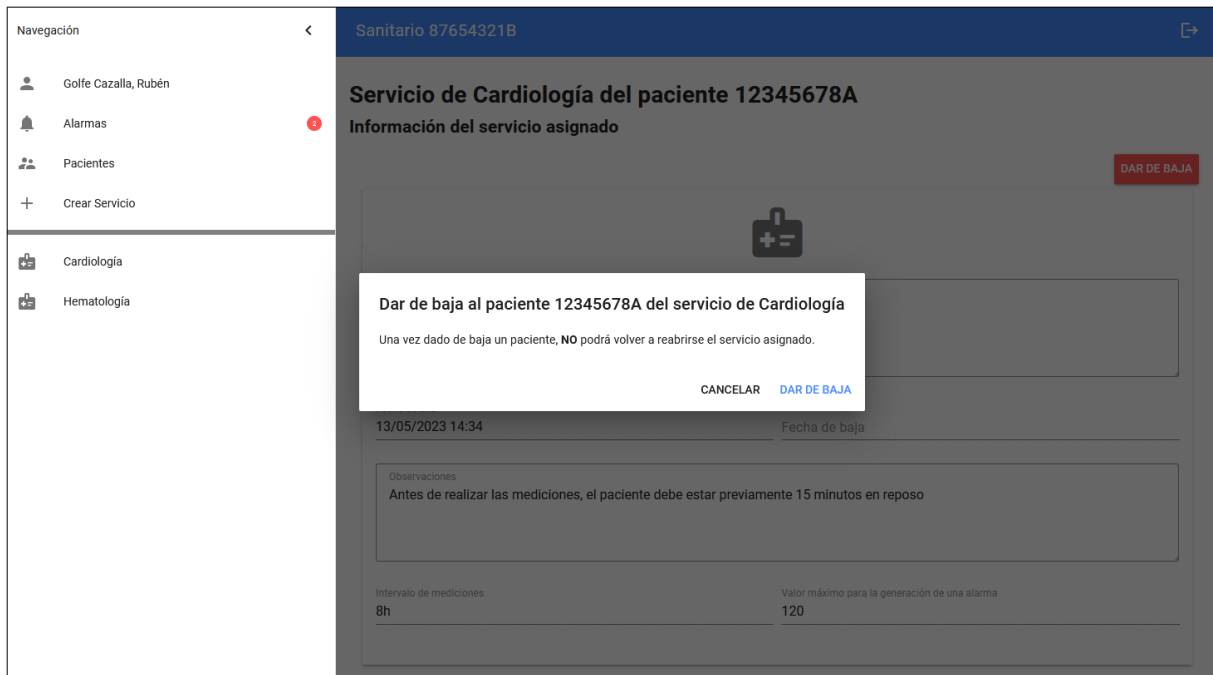 Navegación
Golfe Cazalla, Rubén
Alarmas
2
Pacientes
Crear Servicio
Cardiología
Hematología
Sanitario 87654321B
Servicio de Cardiología del paciente 12345678A
Información del servicio asignado
DAR DE BAJA
Dar de baja al paciente 12345678A del servicio de Cardiología
Una vez dado de baja un paciente, NO podrá volver a reabrirse el servicio asignado.
CANCELAR DAR DE BAJA
13/05/2023 14:34
Fecha de baja
Observaciones
Antes de realizar las mediciones, el paciente debe estar previamente 15 minutos en reposo
Intervalo de mediciones
8h
Valor máximo para la generación de una alarma
120